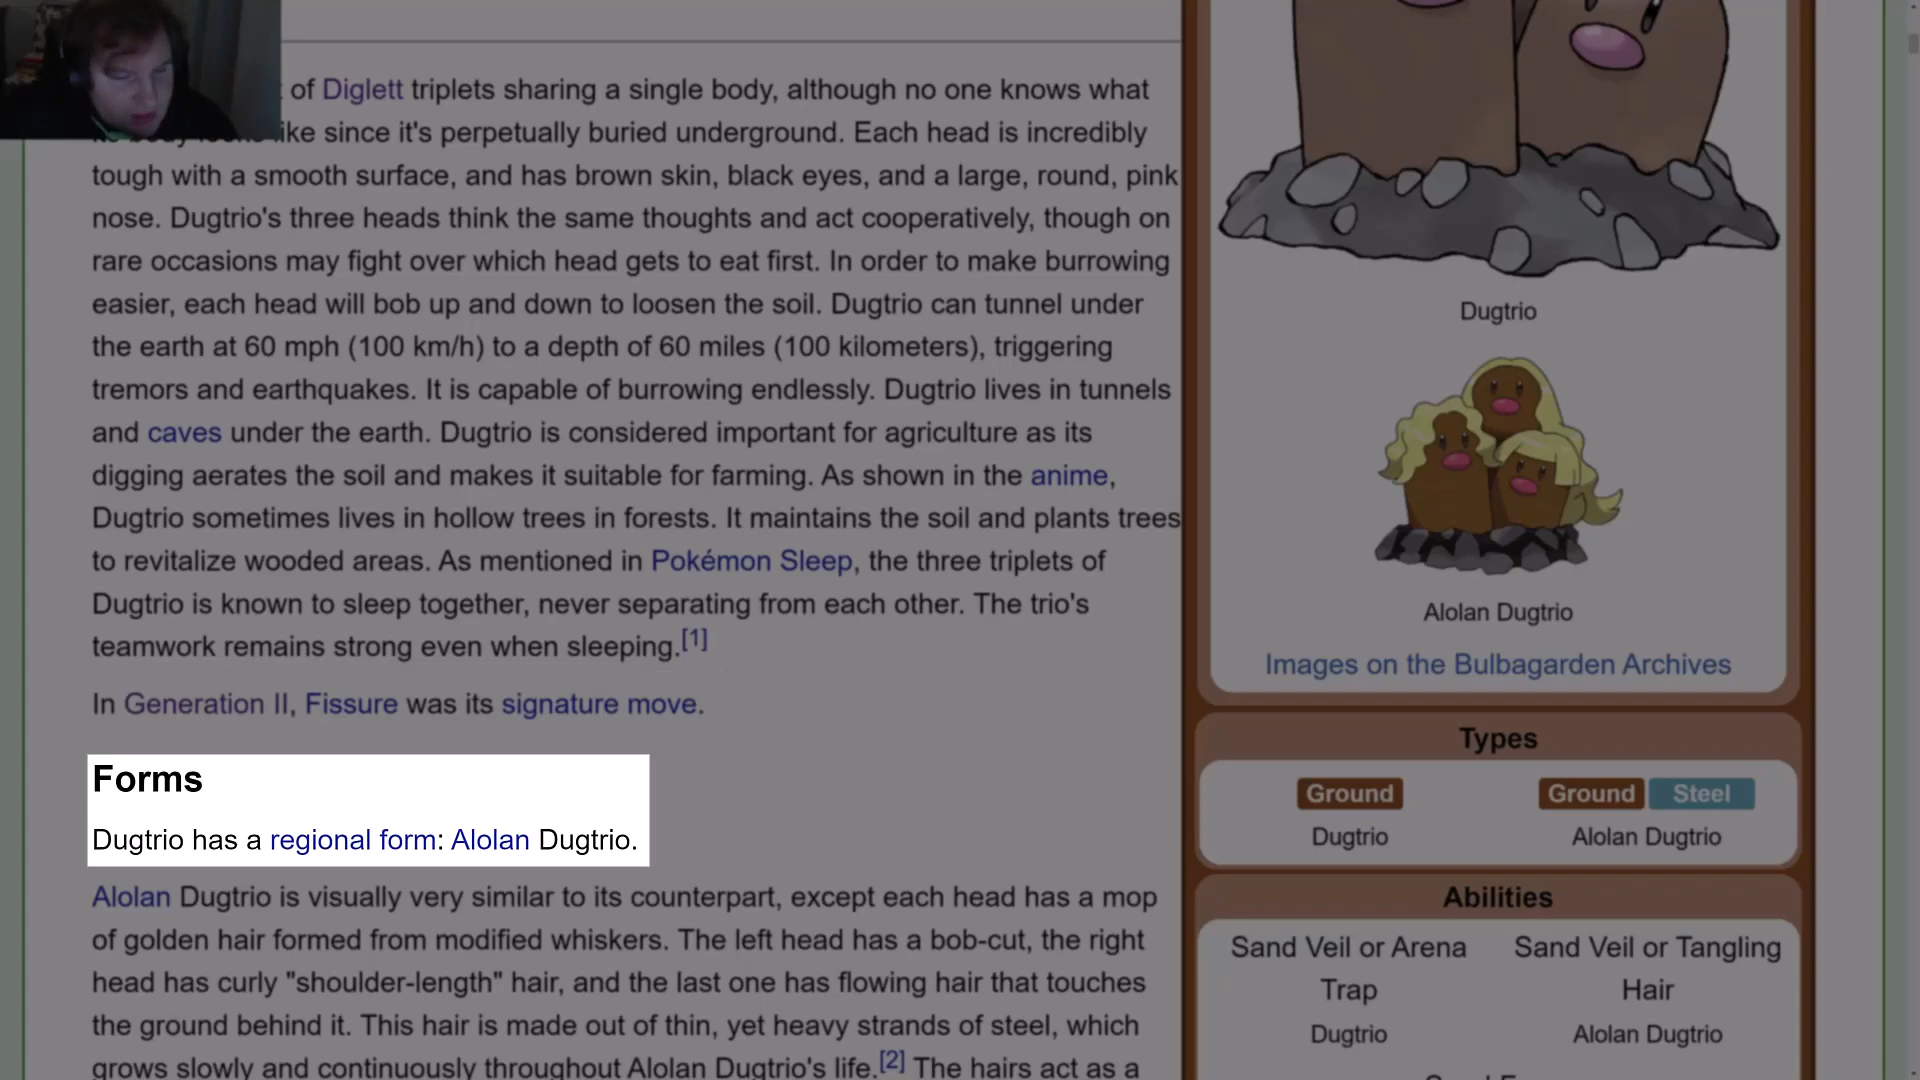 of Diglett triplets sharing a single body, although no one knows what
like since it's perpetually buried underground. Each head is incredibly
tough with a smooth surface, and has brown skin, black eyes, and a large, round, pink
nose. Dugtrio's three heads think the same thoughts and act cooperatively, though on
rare occasions may fight over which head gets to eat first. In order to make burrowing
easier, each head will bob up and down to loosen the soil. Dugtrio can tunnel under
the earth at 60 mph (100 km/h) to a depth of 60 miles (100 kilometers), triggering
tremors and earthquakes. It is capable of burrowing endlessly. Dugtrio lives in tunnels
and caves under the earth. Dugtrio is considered important for agriculture as its
digging aerates the soil and makes it suitable for farming. As shown in the anime,
Dugtrio sometimes lives in hollow trees in forests. It maintains the soil and plants trees
to revitalize wooded areas. As mentioned in Pokémon Sleep, the three triplets of
Dugtrio is known to sleep together, never separating from each other. The trio's
teamwork remains strong even when sleeping.[1]
In Generation II, Fissure was its signature move.
Forms
Dugtrio has a regional form: Alolan Dugtrio.
Alolan Dugtrio is visually very similar to its counterpart, except each head has a mop
of golden hair formed from modified whiskers. The left head has a bob-cut, the right
head has curly "shoulder-length" hair, and the last one has flowing hair that touches
the ground behind it. This hair is made out of thin, yet heavy strands of steel, which
grows slowly and continuously throughout Alolan Dugtrio's life.[2] The hairs act as a
Dugtrio
Alolan Dugtrio
Images on the Bulbagarden Archives
Types
Ground
Ground Steel
Dugtrio
Alolan Dugtrio
Abilities
Sand Veil or Arena
Trap
Dugtrio
Sand Veil or Tangling
Hair
Alolan Dugtrio